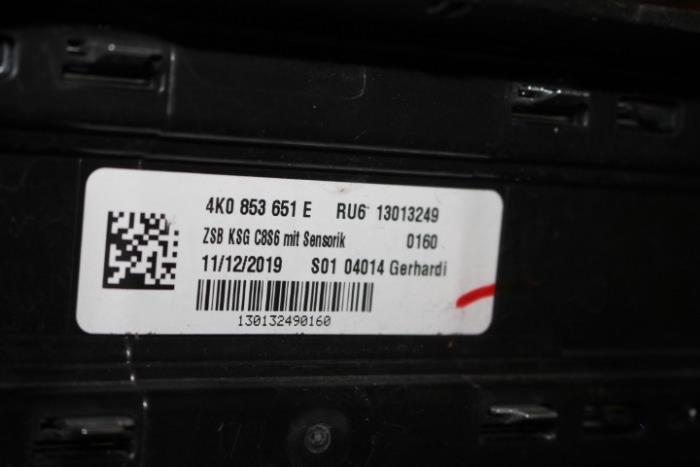 4K0 853 651 E RU6 13013249
ZSB KSG C8S6 mit Sensorik 0160
11/12/2019 S01 04014 Gerhardi
130132490160